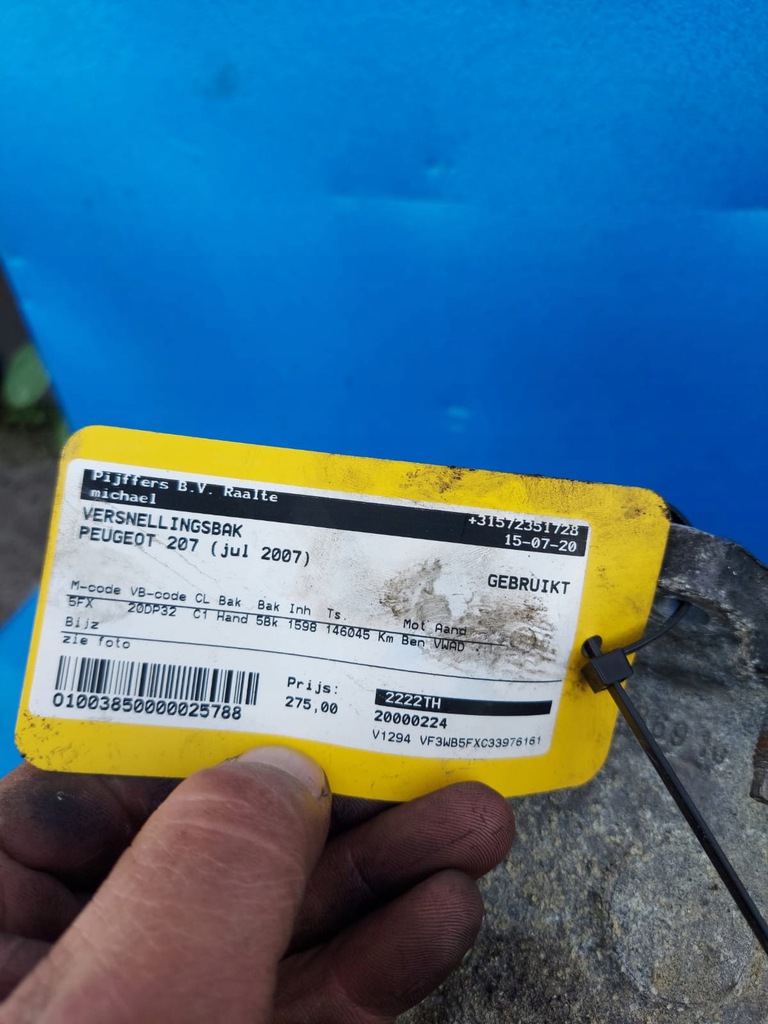 Pijffers B.V. Raalte
michael
+31572351728
15-07-20
VERSNELLINGSBAK
PEUGEOT 207 (jul 2007)
GEBRUIKT
M-code VB-code CL Bak Bak Inh Ts. Mot Aand
5FX 20DP32 C1 Hand 5Bk 1598 146045 Km Ben VWAD
Bijz
zie foto
Prijs:
275,00
2222TH
20000224
01003850000025788
V1294 VF3WB5FXC33976161